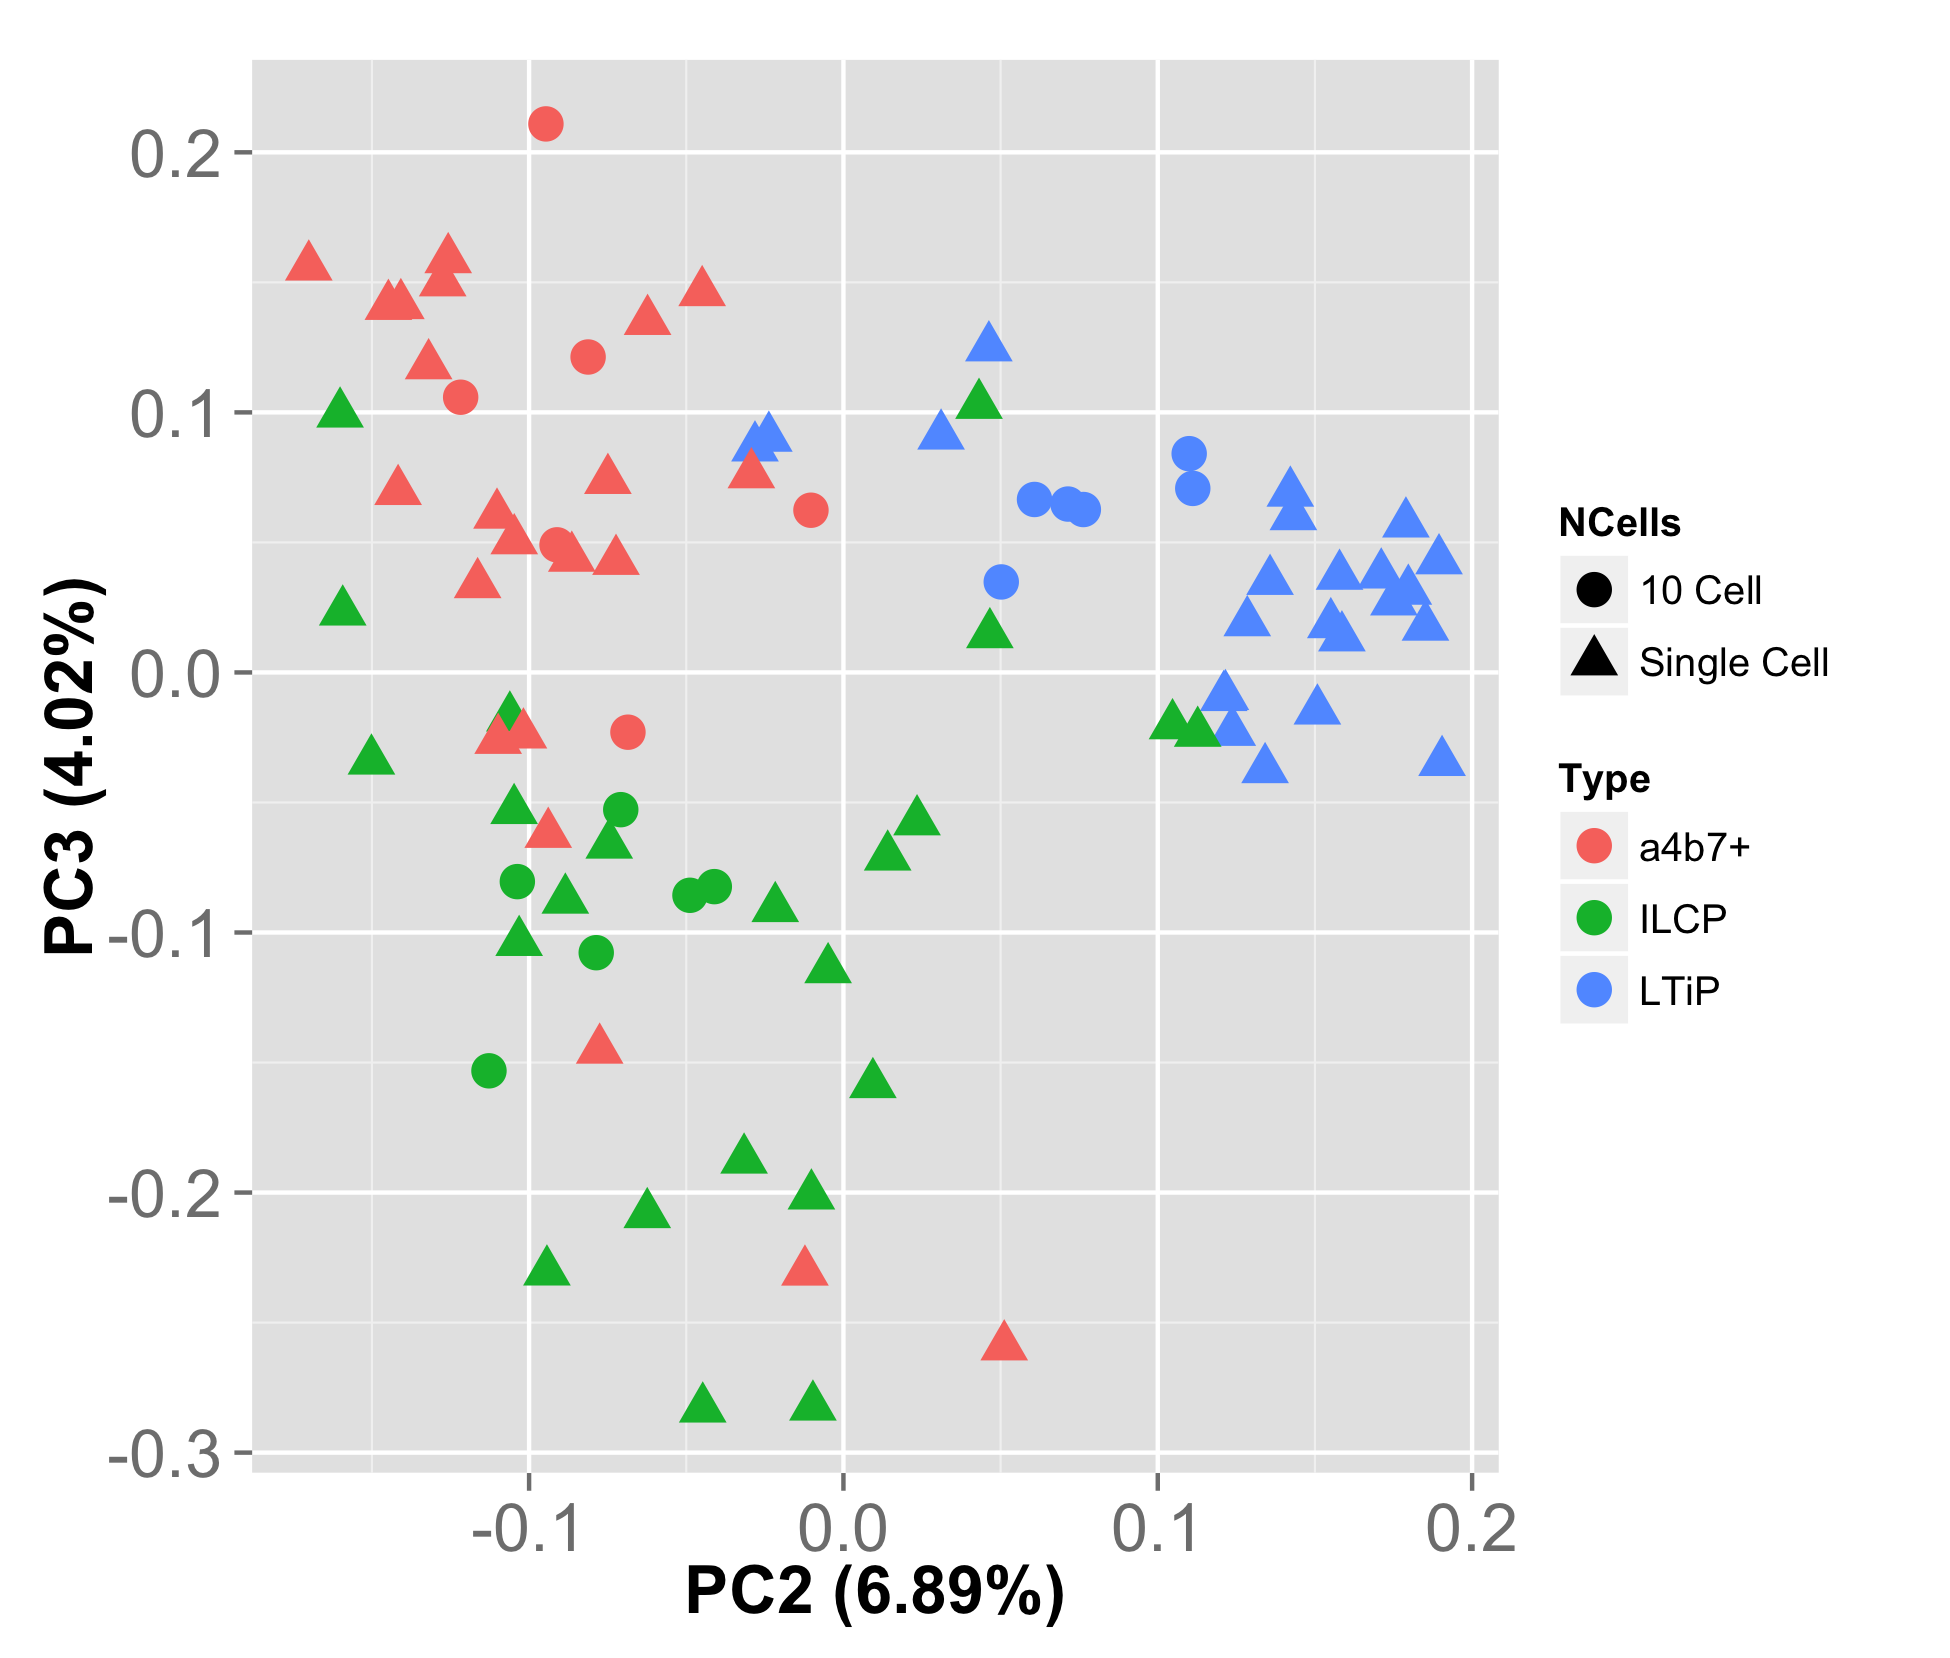 0.2
0.1
0.0
-0.1
-0.2
-0.3
PC3 (4.02%)
-0.1
0.0
0.1
0.2
PC2 (6.89%)
NCells
10 Cell
Single Cell
Type
a4b7+
ILCP
LTiP